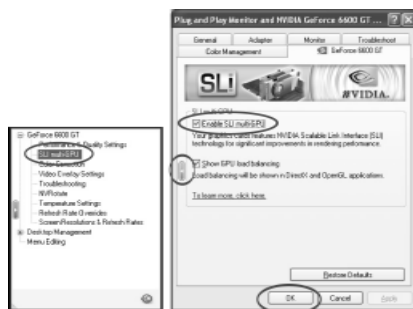 GeForce 6600 GT
Performance & Quality Settings
SLI multi-GPU
Color Correction
Video Overlay Settings
Troubleshooting
NVRotate
Temperature Settings
Refresh Rate Overrides
Screen Resolutions & Refresh Rates
Desktop Management
Menu Editing
Plug and Play Monitor and NVIDIA GeForce 6600 GT ... ? X
General
Adapter
Monitor
Troubleshoot
Color Management
GeForce 6600 GT
SLI
NVIDIA.
SLI multi-GPU
Enable SLI multi-GPU
Your graphics cards features NVIDIA Scalable Link Interface (SLI)
technology for significant improvements in rendering performance.
Show GPU load balancing
Load balancing will be shown in DirectX and OpenGL applications.
To learn more, click here.
Restore Defaults
OK
Cancel
Apply